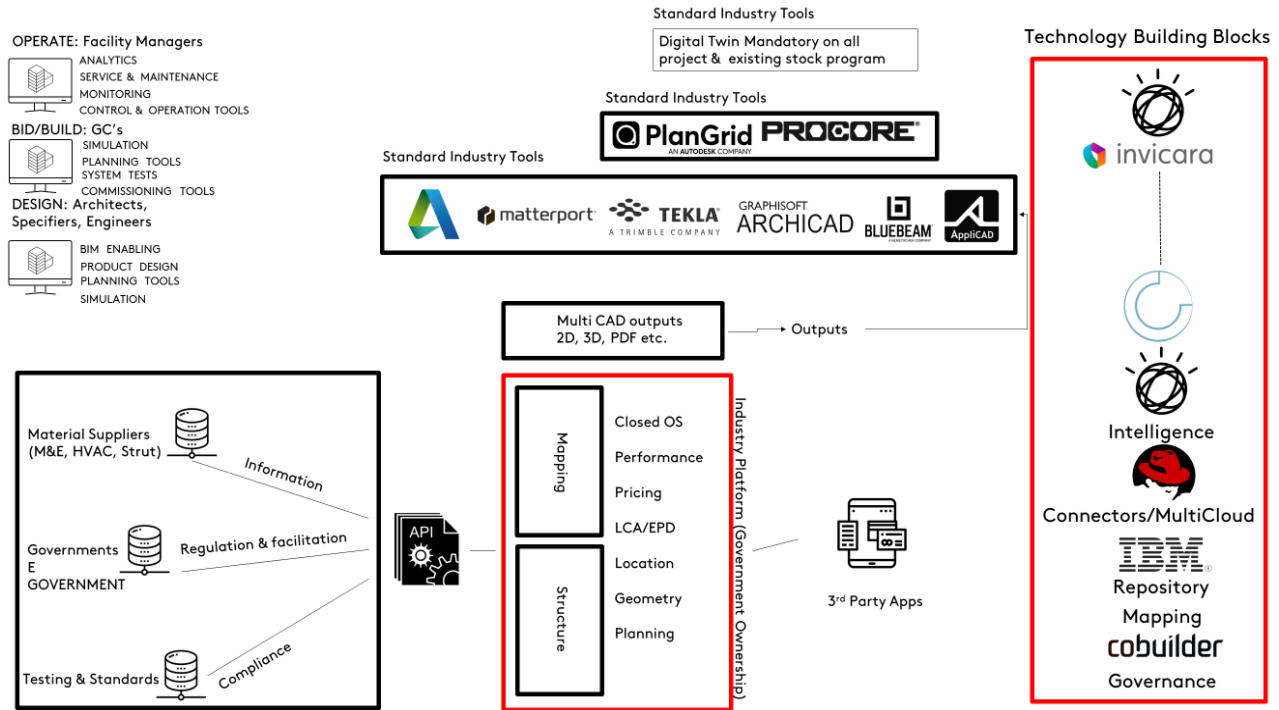 Standard Industry Tools
Digital Twin Mandatory on all
project & existing stock program
Technology Building Blocks
OPERATE: Facility Managers
ANALYTICS
SERVICE & MAINTENANCE
MONITORING
CONTROL & OPERATION TOOLS
BID/BUILD: GC's
SIMULATION
PLANNING TOOLS
SYSTEM TESTS
COMMISSIONING TOOLS
DESIGN: Architects,
Specifiers, Engineers
BIM ENABLING
PRODUCT DESIGN
PLANNING TOOLS
SIMULATION
Standard Industry Tools
PlanGrid
AN AUTODESK COMPANY
PROCORE®
Standard Industry Tools
matterport
TEKLA®
A TRIMBLE COMPANY
GRAPHISOFT
ARCHICAD
BLUEBEAM®
A NEMETSCHEK COMPANY
AppliCAD
Multi CAD outputs
2D, 3D, PDF etc.
Outputs
Material Suppliers
(M&E, HVAC, Strut)
Information
Governments
E
GOVERNMENT
Regulation & facilitation
Testing & Standards
Compliance
API
Mapping
Structure
Closed OS
Performance
Pricing
LCA/EPD
Location
Geometry
Planning
Industry Platform (Government Ownership)
3rd Party Apps
invicara
Intelligence
Connectors/MultiCloud
IBM®
Repository
Mapping
cobuilder
Governance